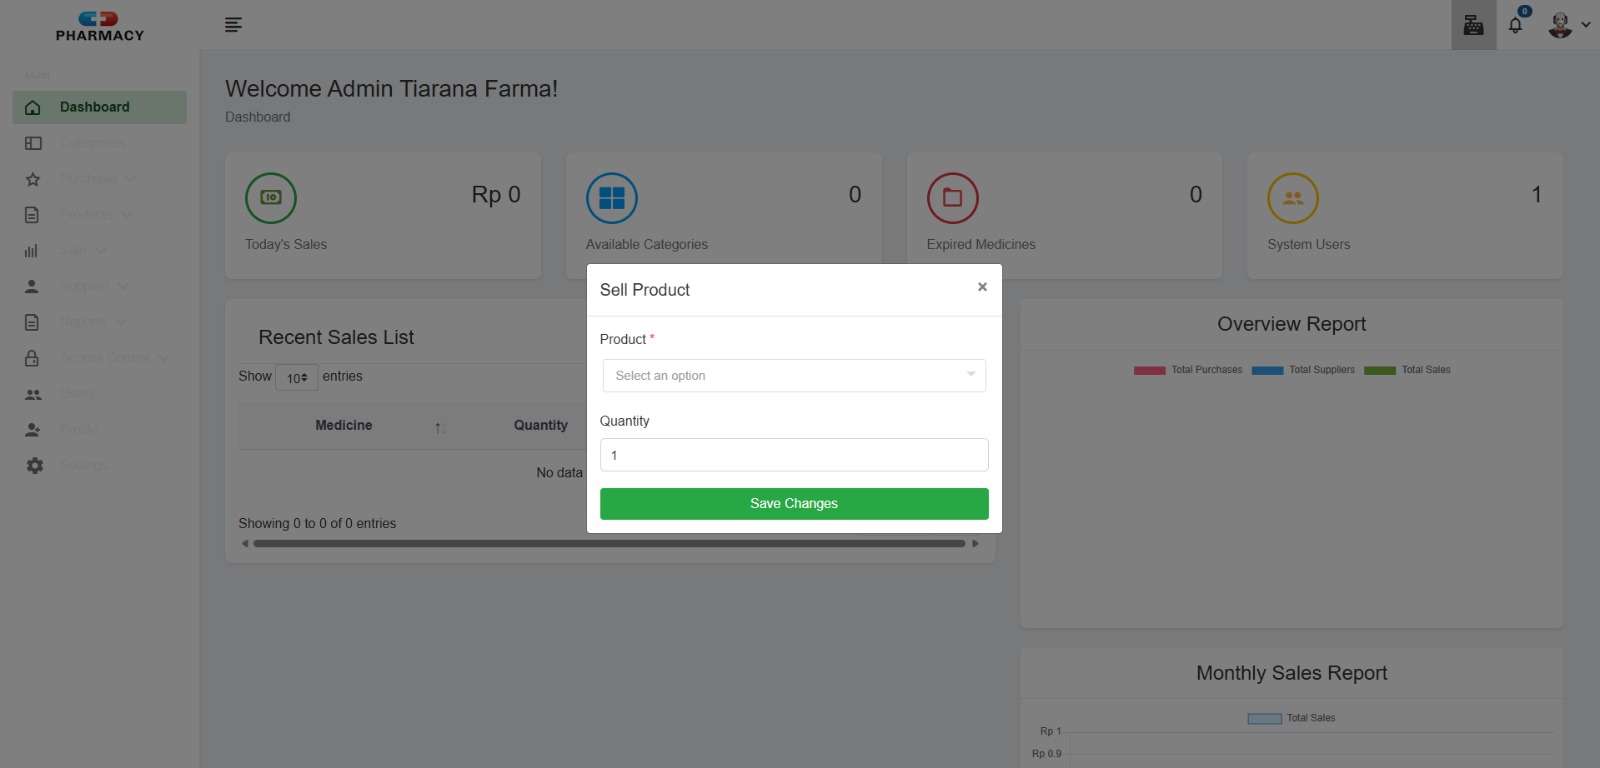 PHARMACY
0
Main
Dashboard
Categories
Purchase
Products
Sale
Supplier
Reports
Access Control
Users
Profile
Settings
Welcome Admin Tiarana Farma!
Dashboard
Rp 0
Today's Sales
0
Available Categories
0
Expired Medicines
1
System Users
Recent Sales List
Show 10 entries
Medicine Quantity
No data
Showing 0 to 0 of 0 entries
Sell Product
×
Product *
Select an option
Quantity
1
Save Changes
Overview Report
Total Purchases Total Suppliers Total Sales
Monthly Sales Report
Total Sales
Rp 1
Rp 0.9